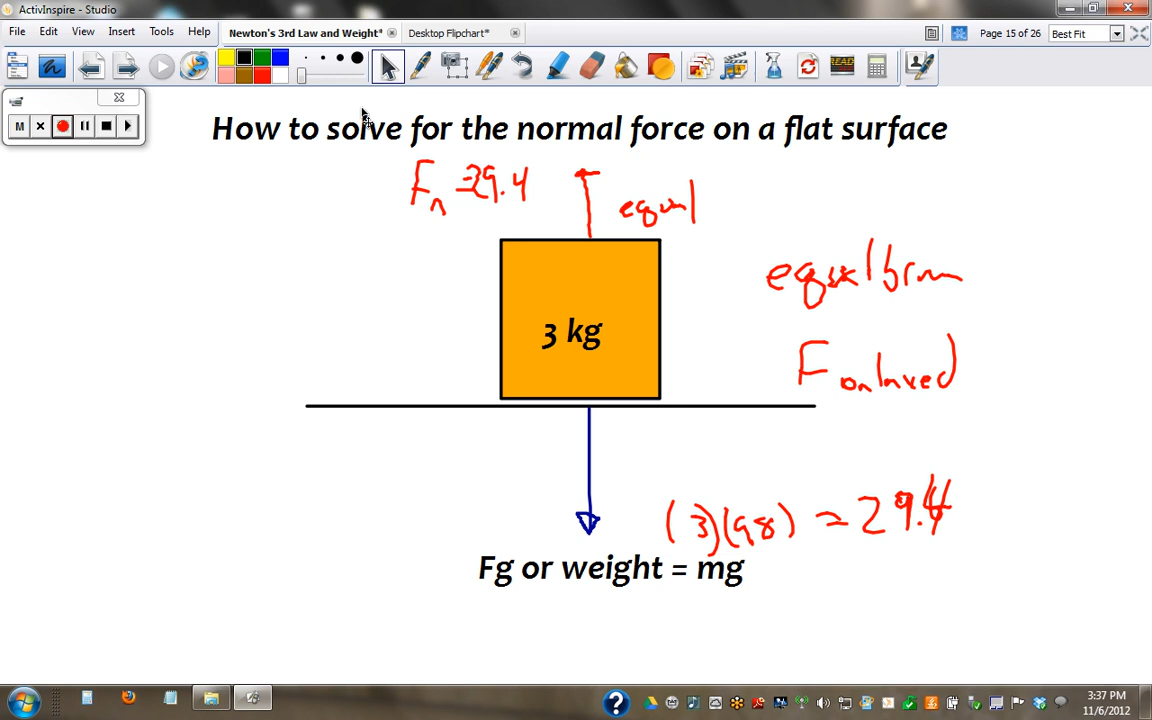 ActivInspire - Studio
File Edit View Insert Tools Help
Newton's 3rd Law and Weight*
Desktop Flipchart*
Page 15 of 26
Best Fit
READ
M
How to solve for the normal force on a flat surface
Fn = 29.4
equal
3 kg
F
(3)(9.8) = 29.4
Fg or weight = mg
3:37 PM
11/6/2012